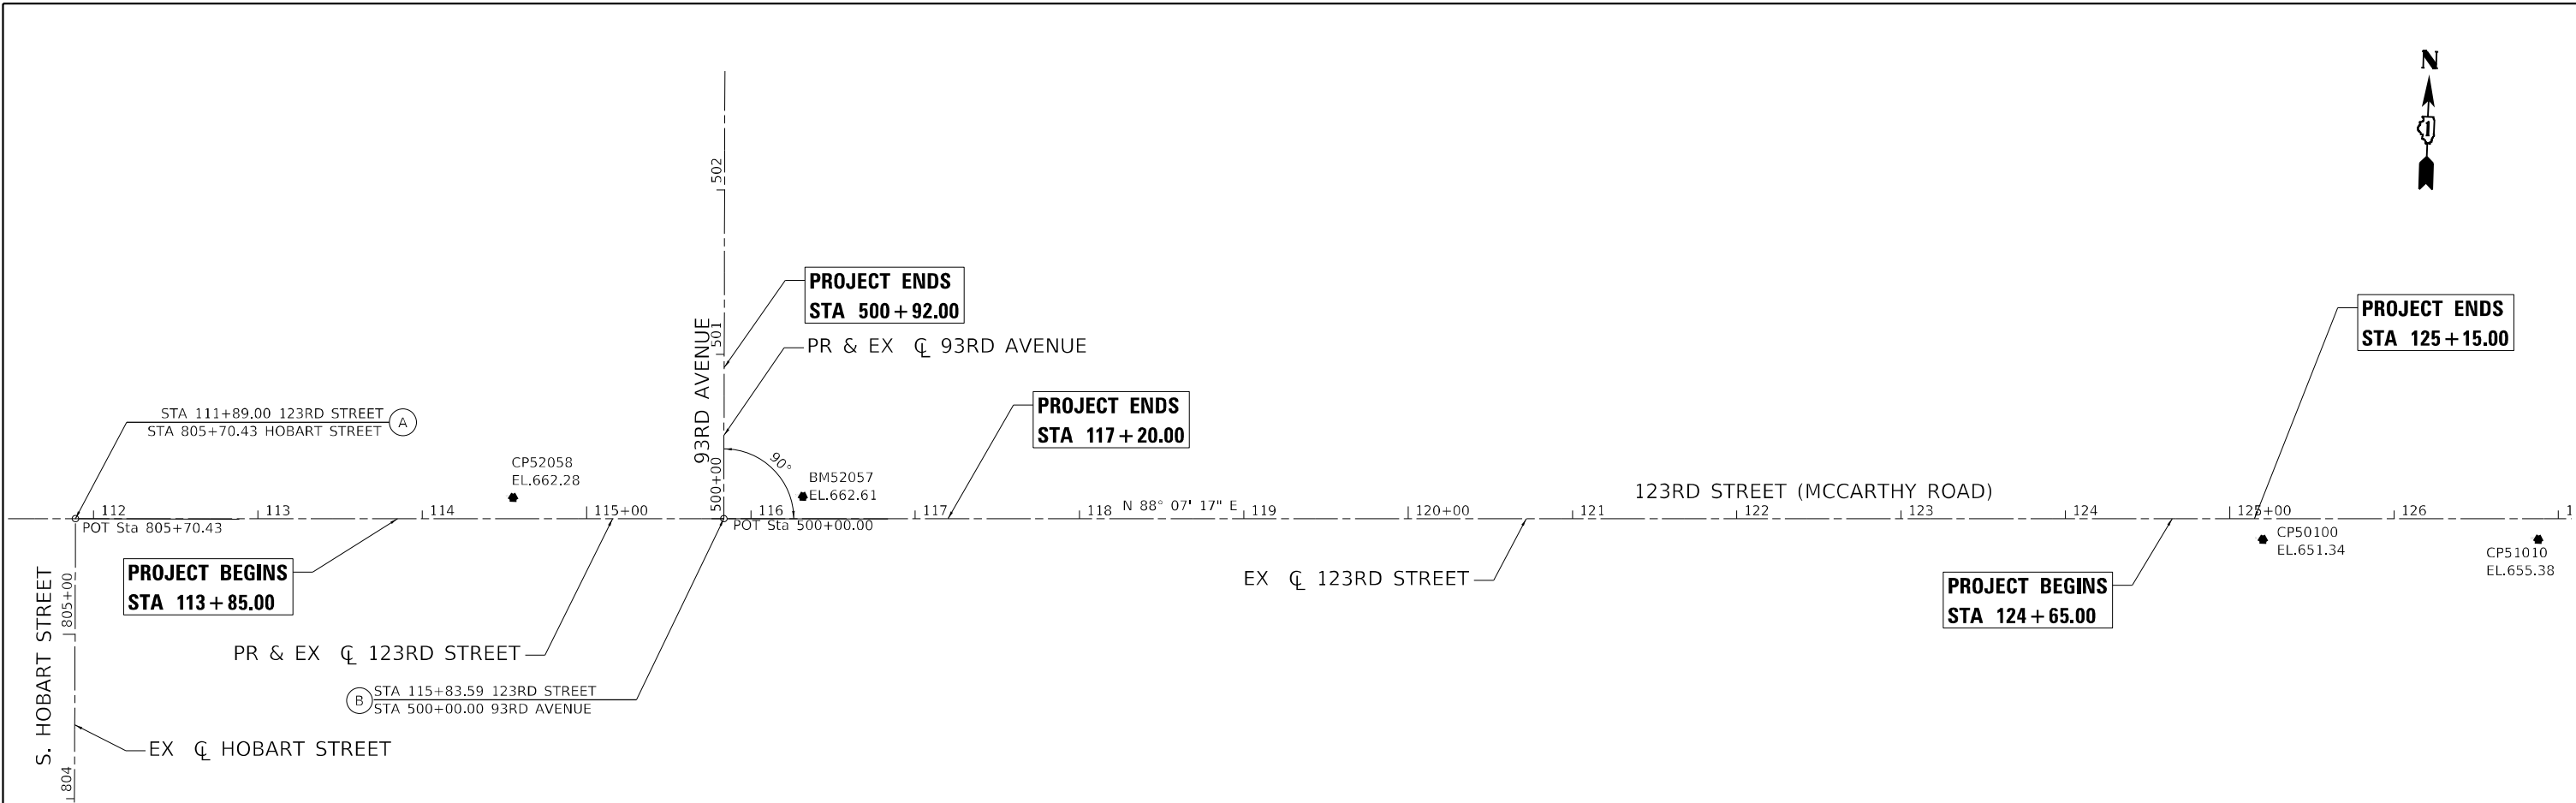 N
1
502
PROJECT ENDS
STA 500+92.00
501
93RD AVENUE
PR & EX ℄ 93RD AVENUE
PROJECT ENDS
STA 125+15.00
PROJECT ENDS
STA 117+20.00
STA 111+89.00 123RD STREET
STA 805+70.43 HOBART STREET
A
CP52058
EL.662.28
90°
500+00
BM52057
EL.662.61
123RD STREET (MCCARTHY ROAD)
N 88° 07' 17" E
112
113
114
115+00
116
117
118
119
120+00
121
122
123
124
125+00
126
1
POT Sta 805+70.43
POT Sta 500+00.00
CP50100
EL.651.34
CP51010
EL.655.38
PROJECT BEGINS
STA 113+85.00
EX ℄ 123RD STREET
PROJECT BEGINS
STA 124+65.00
805+00
S. HOBART STREET
PR & EX ℄ 123RD STREET
B
STA 115+83.59 123RD STREET
STA 500+00.00 93RD AVENUE
EX ℄ HOBART STREET
804